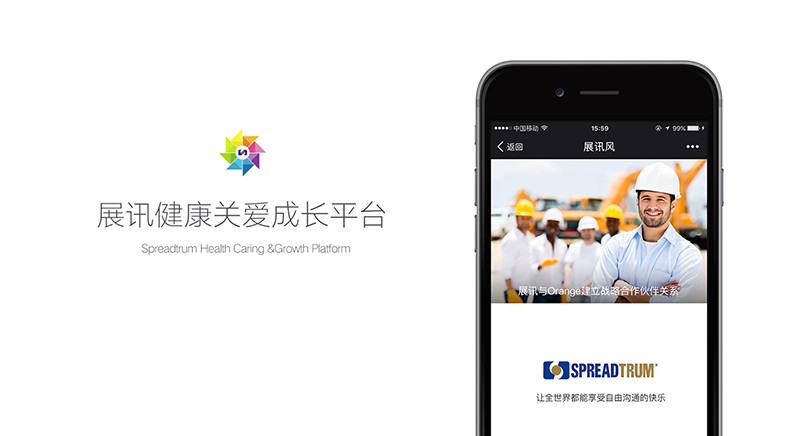 展讯健康关爱成长平台
Spreadtrum Health Caring &Growth Platform
中国移动 15:59 99%
返回 展讯风
展讯与Orange建立战略合作伙伴关系
SPREADTRUM
让全世界都能享受自由沟通的快乐